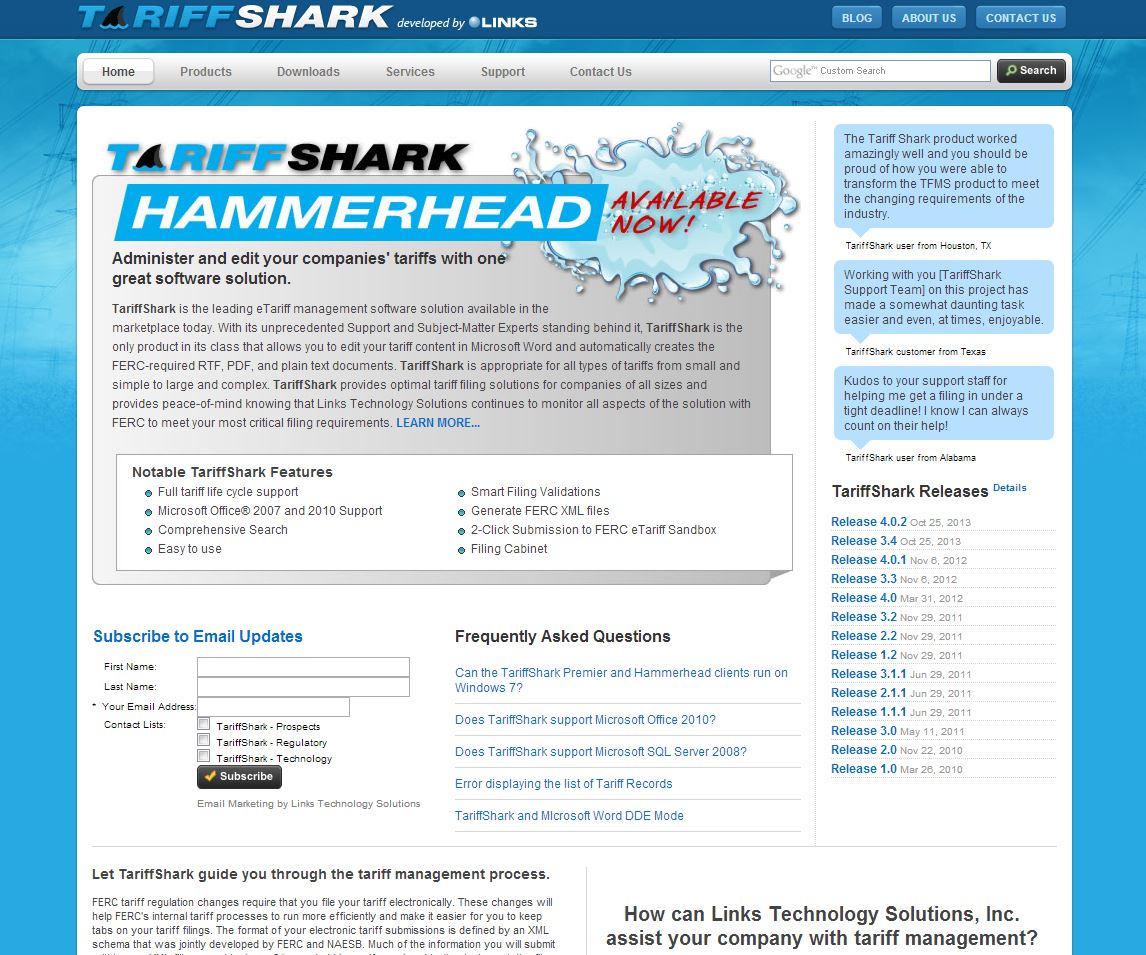 TARIFFSHARK developed by LINKS
BLOG
ABOUT US
CONTACT US
Home
Products
Downloads
Services
Support
Contact Us
Google™ Custom Search
Search
TARIFFSHARK
HAMMERHEAD
AVAILABLE
NOW!
Administer and edit your companies' tariffs with one
great software solution.
TariffShark is the leading eTariff management software solution available in the
marketplace today. With its unprecedented Support and Subject-Matter Experts standing behind it, TariffShark is the
only product in its class that allows you to edit your tariff content in Microsoft Word and automatically creates the
FERC-required RTF, PDF, and plain text documents. TariffShark is appropriate for all types of tariffs from small and
simple to large and complex. TariffShark provides optimal tariff filing solutions for companies of all sizes and
provides peace-of-mind knowing that Links Technology Solutions continues to monitor all aspects of the solution with
FERC to meet your most critical filing requirements. LEARN MORE...
Notable TariffShark Features
Full tariff life cycle support
Microsoft Office® 2007 and 2010 Support
Comprehensive Search
Easy to use
Smart Filing Validations
Generate FERC XML files
2-Click Submission to FERC eTariff Sandbox
Filing Cabinet
The Tariff Shark product worked
amazingly well and you should be
proud of how you were able to
transform the TFMS product to meet
the changing requirements of the
industry.
TariffShark user from Houston, TX
Working with you [TariffShark
Support Team] on this project has
made a somewhat daunting task
easier and even, at times, enjoyable.
TariffShark customer from Texas
Kudos to your support staff for
helping me get a filing in under a
tight deadline! I know I can always
count on their help!
TariffShark user from Alabama
TariffShark Releases Details
Release 4.0.2 Oct 25, 2013
Release 3.4 Oct 25, 2013
Release 4.0.1 Nov 6, 2012
Release 3.3 Nov 6, 2012
Release 4.0 Mar 31, 2012
Release 3.2 Nov 29, 2011
Release 2.2 Nov 29, 2011
Release 1.2 Nov 29, 2011
Release 3.1.1 Jun 29, 2011
Release 2.1.1 Jun 29, 2011
Release 1.1.1 Jun 29, 2011
Release 3.0 May 11, 2011
Release 2.0 Nov 22, 2010
Release 1.0 Mar 26, 2010
Subscribe to Email Updates
First Name:
Last Name:
* Your Email Address:
Contact Lists:
TariffShark - Prospects
TariffShark - Regulatory
TariffShark - Technology
Subscribe
Email Marketing by Links Technology Solutions
Frequently Asked Questions
Can the TariffShark Premier and Hammerhead clients run on
Windows 7?
Does TariffShark support Microsoft Office 2010?
Does TariffShark support Microsoft SQL Server 2008?
Error displaying the list of Tariff Records
TariffShark and MIcrosoft Word DDE Mode
Let TariffShark guide you through the tariff management process.
FERC tariff regulation changes require that you file your tariff electronically. These changes will
help FERC's internal tariff processes to run more efficiently and make it easier for you to keep
tabs on your tariff filings. The format of your electronic tariff submissions is defined by an XML
schema that was jointly developed by FERC and NAESB. Much of the information you will submit
How can Links Technology Solutions, Inc.
assist your company with tariff management?